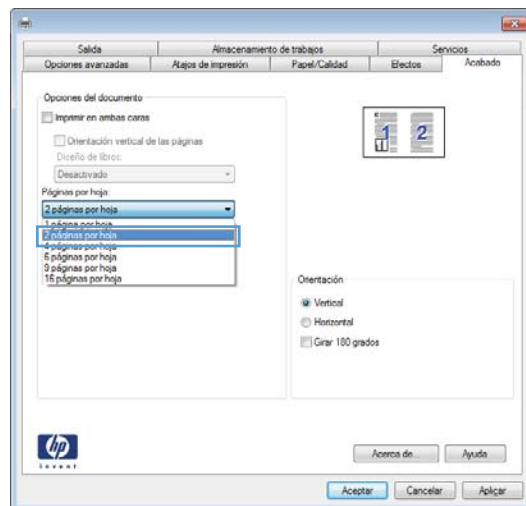 Salida Almacenamiento de trabajos Servicios
Opciones avanzadas Atajos de impresión Papel/Calidad Efectos Acabado
Opciones del documento
Imprimir en ambas caras
Orientación vertical de las páginas
Diseño de libros:
Desactivado
Páginas por hoja:
2 páginas por hoja
1 página por hoja
2 páginas por hoja
4 páginas por hoja
6 páginas por hoja
9 páginas por hoja
16 páginas por hoja
1 2
Orientación
Vertical
Horizontal
Girar 180 grados
hp
invent
Acerca de... Ayuda
Aceptar Cancelar Aplicar